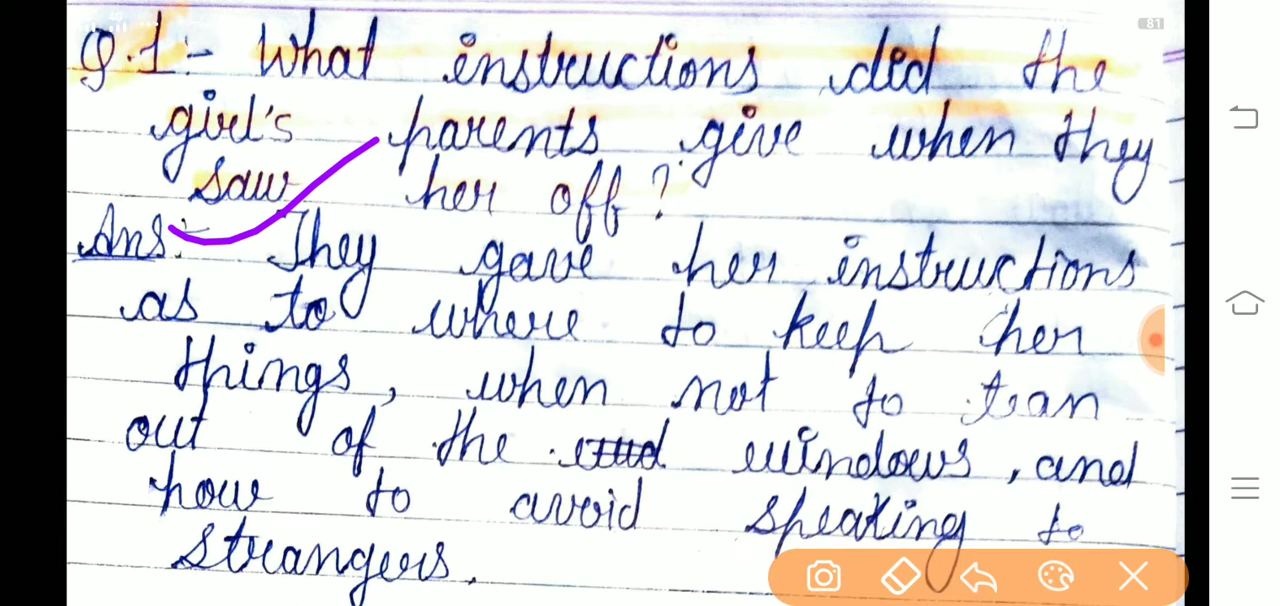 81
Q.1:- What instructions did the
girl's parents give when they
saw her off?
Ans:- They gave her instructions
as to where to keep her
things, when not to tran
out of the windows, and
how to avoid speaking to
strangers.